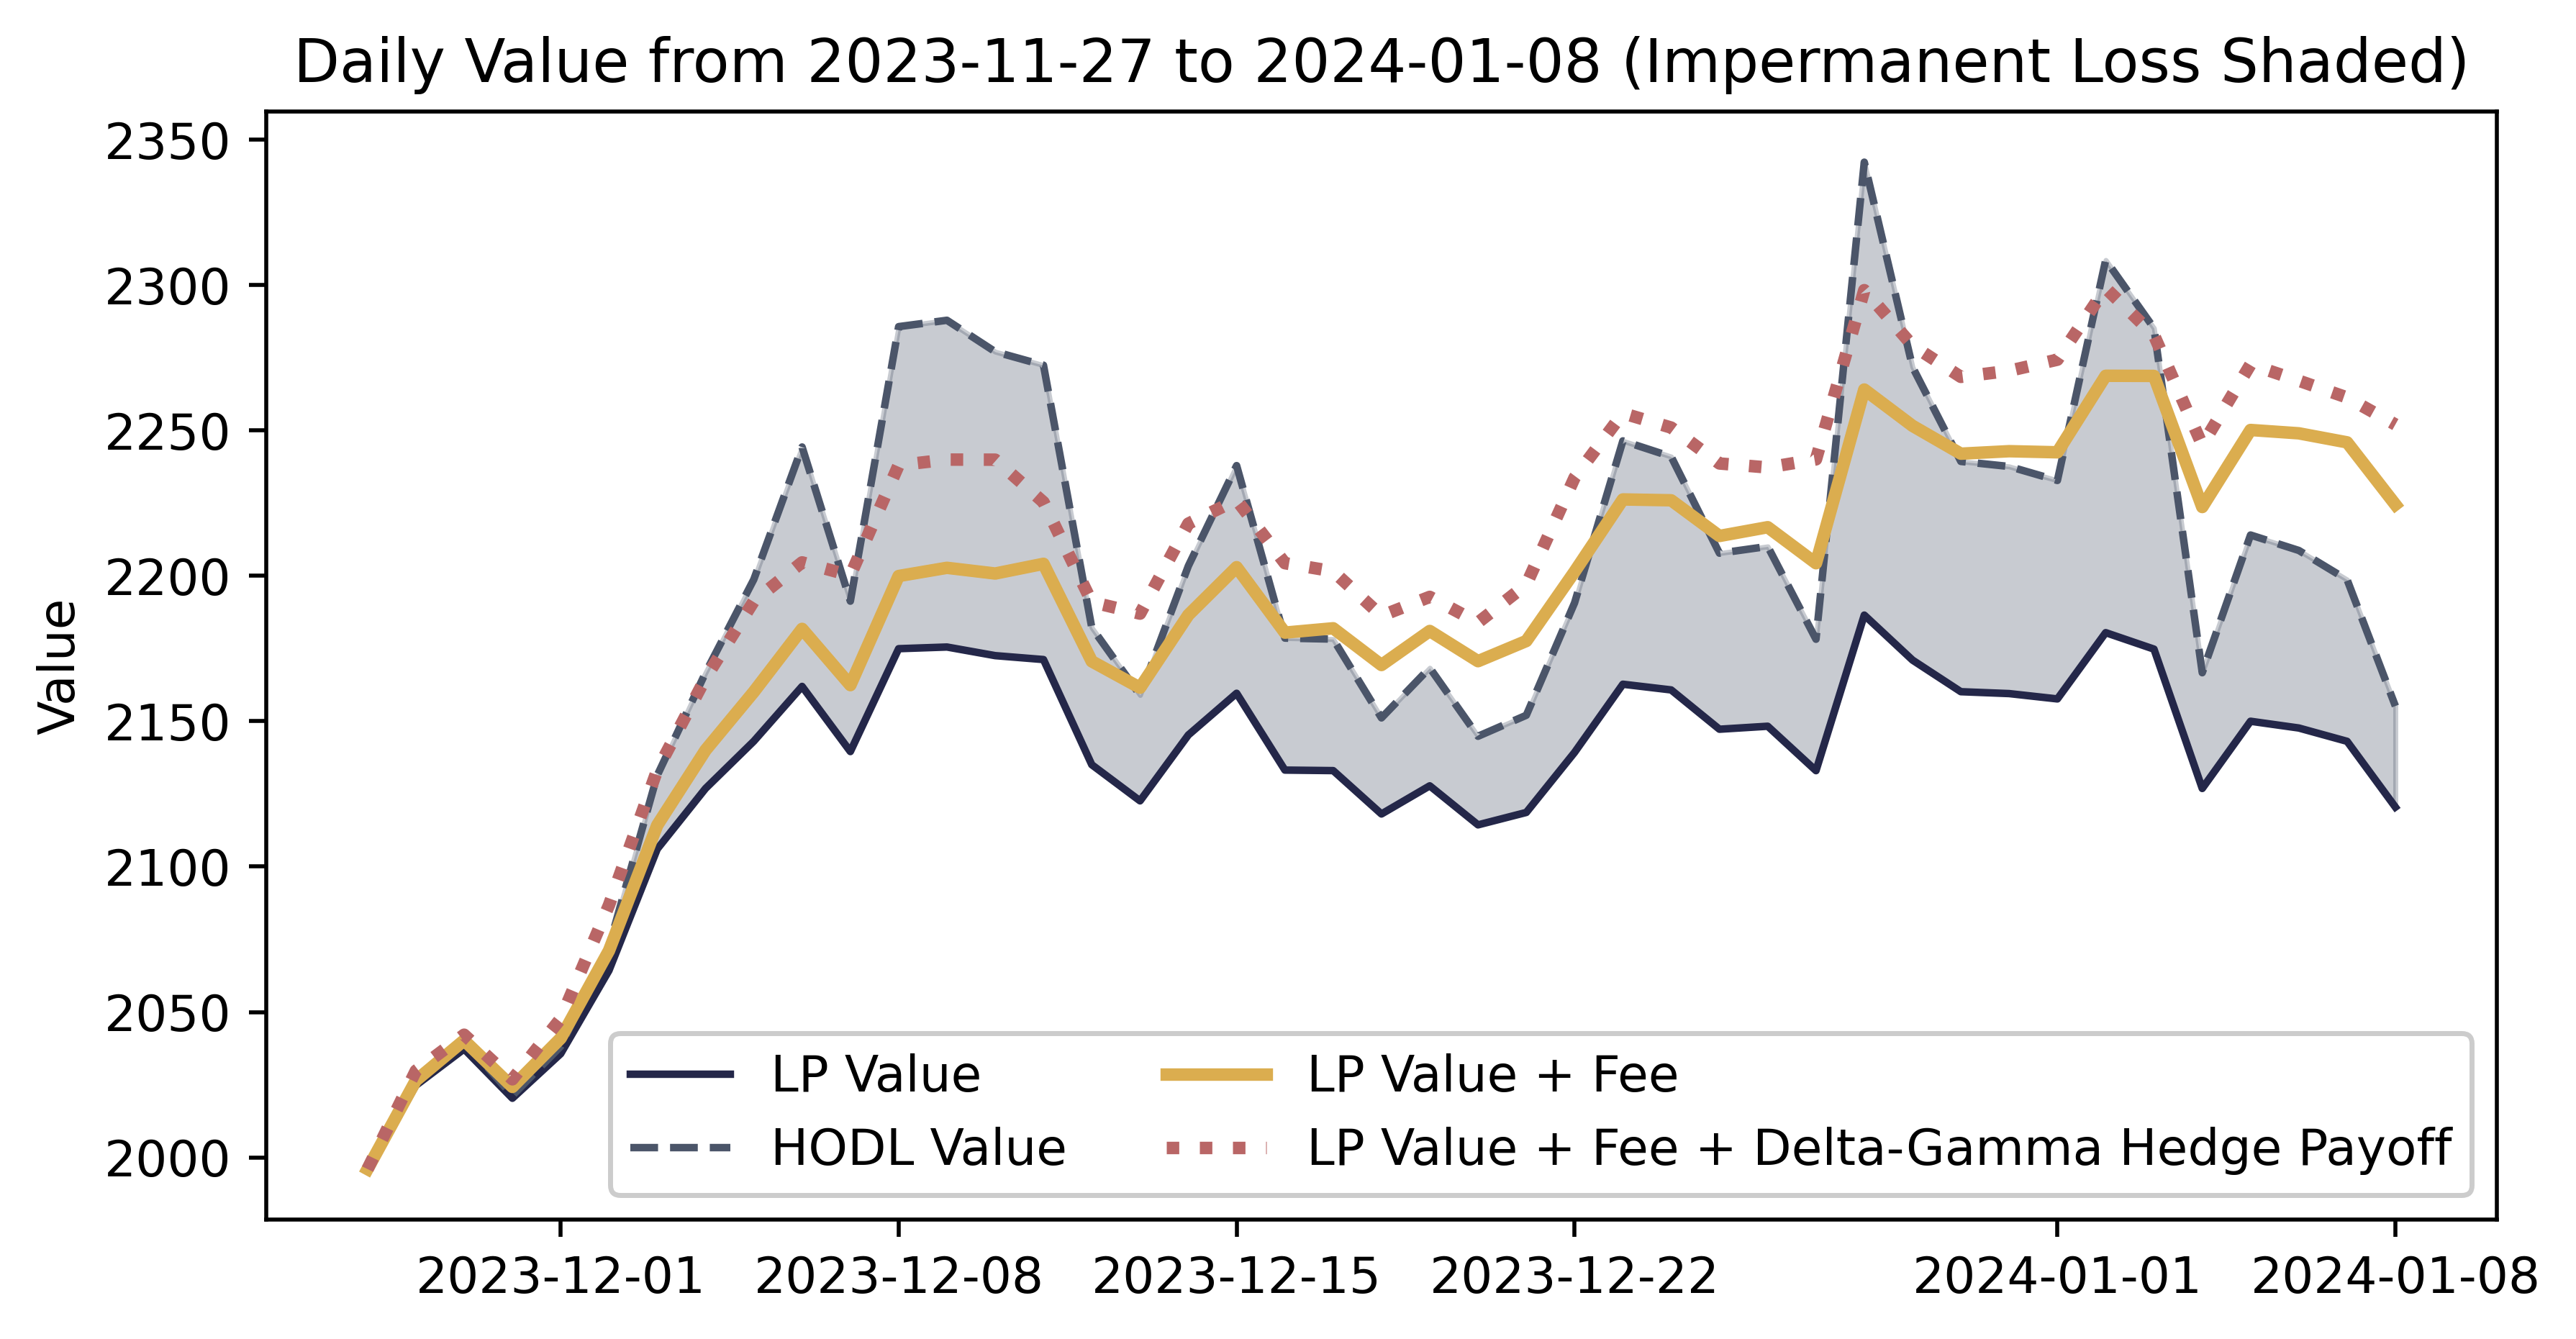 Daily Value from 2023-11-27 to 2024-01-08 (Impermanent Loss Shaded)
Value
2350
2300
2250
2200
2150
2100
2050
2000
LP Value
HODL Value
LP Value + Fee
LP Value + Fee + Delta-Gamma Hedge Payoff
2023-12-01
2023-12-08
2023-12-15
2023-12-22
2024-01-01
2024-01-08